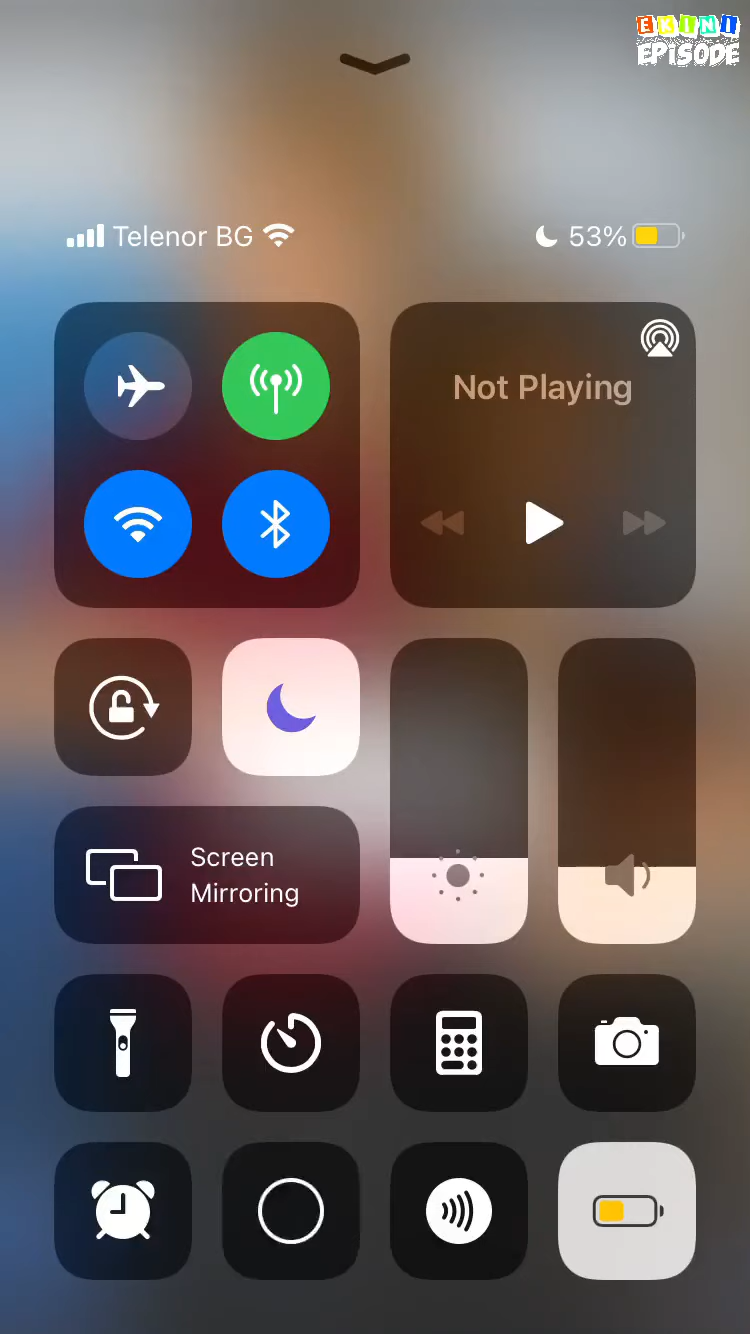 EKINI
EPISODE
Telenor BG
53%
Not Playing
Screen
Mirroring